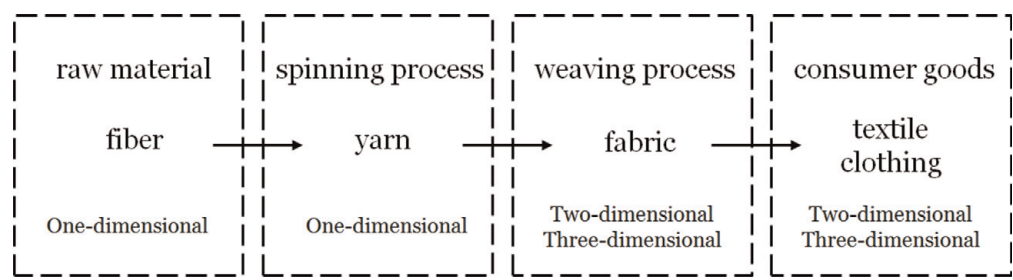 raw material
fiber
One-dimensional
spinning process
yarn
One-dimensional
weaving process
fabric
Two-dimensional
Three-dimensional
consumer goods
textile
clothing
Two-dimensional
Three-dimensional